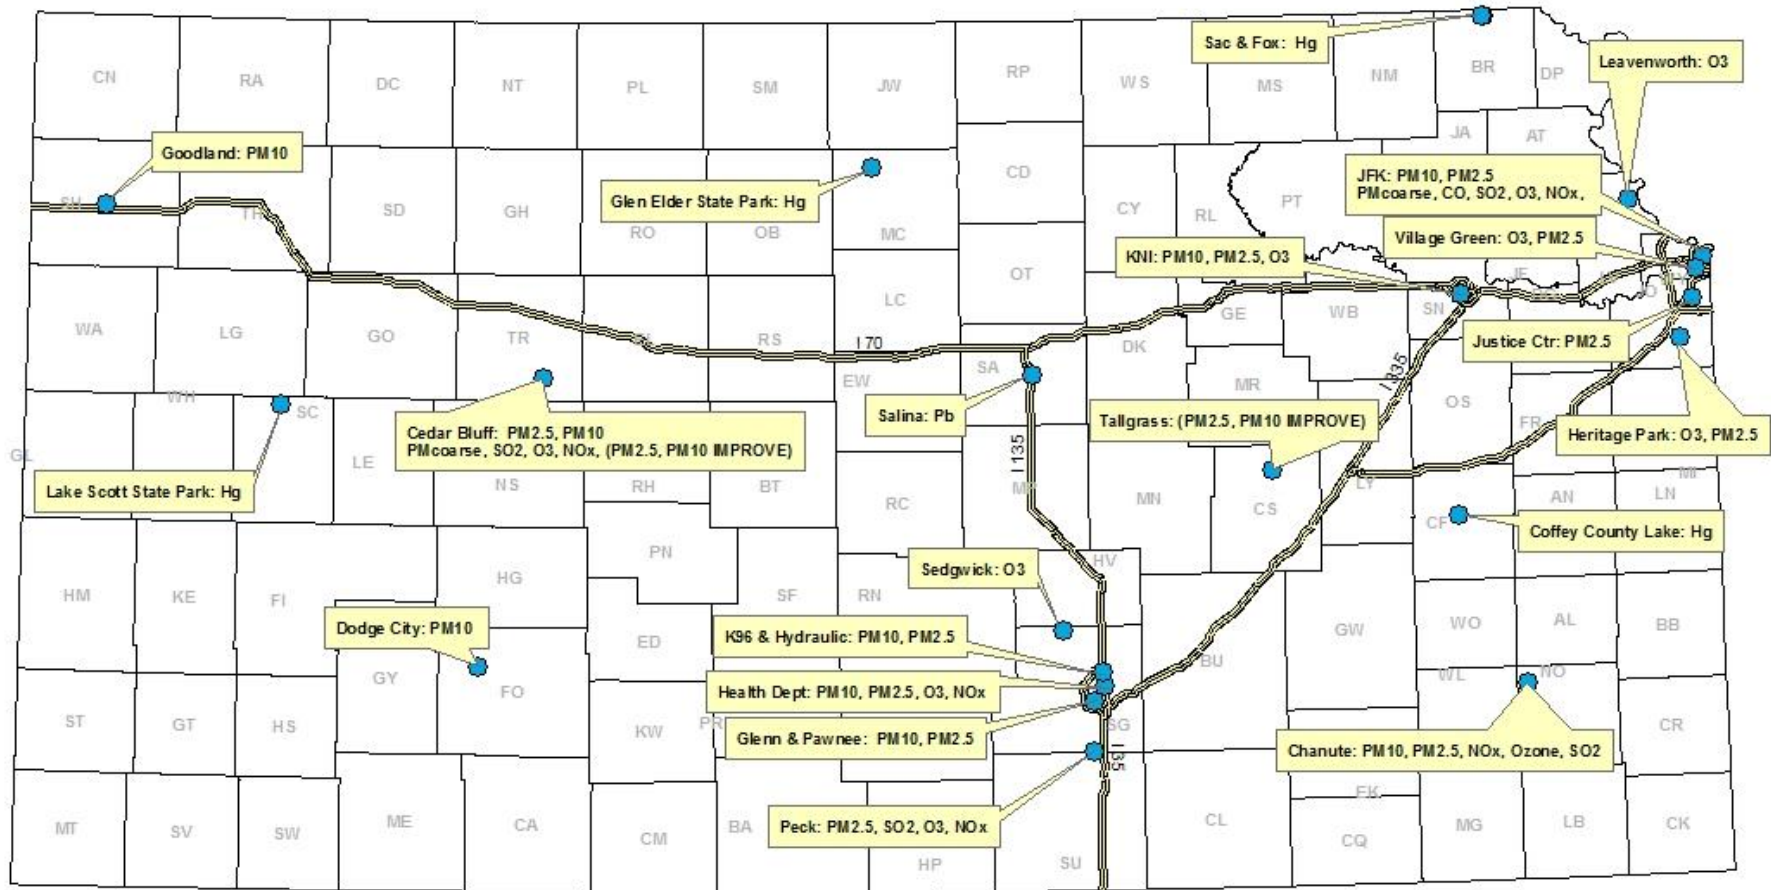 Sac & Fox: Hg
Leavenworth: O3
CN
RA
DC
NT
PL
SM
JW
RP
WS
MS
NM
BR
DP
Goodland: PM10
JA
AT
JFK: PM10, PM2.5
PMcoarse, CO, SO2, O3, NOx,
Glen Elder State Park: Hg
CD
SH
TH
SD
GH
RO
OB
MC
CY
RL
PT
Village Green: O3, PM2.5
KNI: PM10, PM2.5, O3
OT
JF
LC
JO
WA
LG
GO
TR
RS
I 70
GE
WB
SN
Justice Ctr: PM2.5
DK
SA
EW
MR
I 335
OS
WH
SC
Salina: Pb
Tallgrass: (PM2.5, PM10 IMPROVE)
FR
Heritage Park: O3, PM2.5
Cedar Bluff: PM2.5, PM10
PMcoarse, SO2, O3, NOx, (PM2.5, PM10 IMPROVE)
GL
LE
I 135
MI
Lake Scott State Park: Hg
NS
RH
BT
RC
MN
CS
LY
AN
LN
CF
Coffey County Lake: Hg
PN
HV
HM
KE
FI
HG
SF
RN
Sedgwick: O3
Dodge City: PM10
K96 & Hydraulic: PM10, PM2.5
ED
GW
WO
AL
BB
GY
FO
BU
WL
NO
Health Dept: PM10, PM2.5, O3, NOx
ST
GT
HS
KW
PR
SG
CR
Glenn & Pawnee: PM10, PM2.5
I 35
Chanute: PM10, PM2.5, NOx, Ozone, SO2
EK
MT
SV
SW
ME
CA
CM
BA
Peck: PM2.5, SO2, O3, NOx
CL
CQ
MG
LB
CK
HP
SU